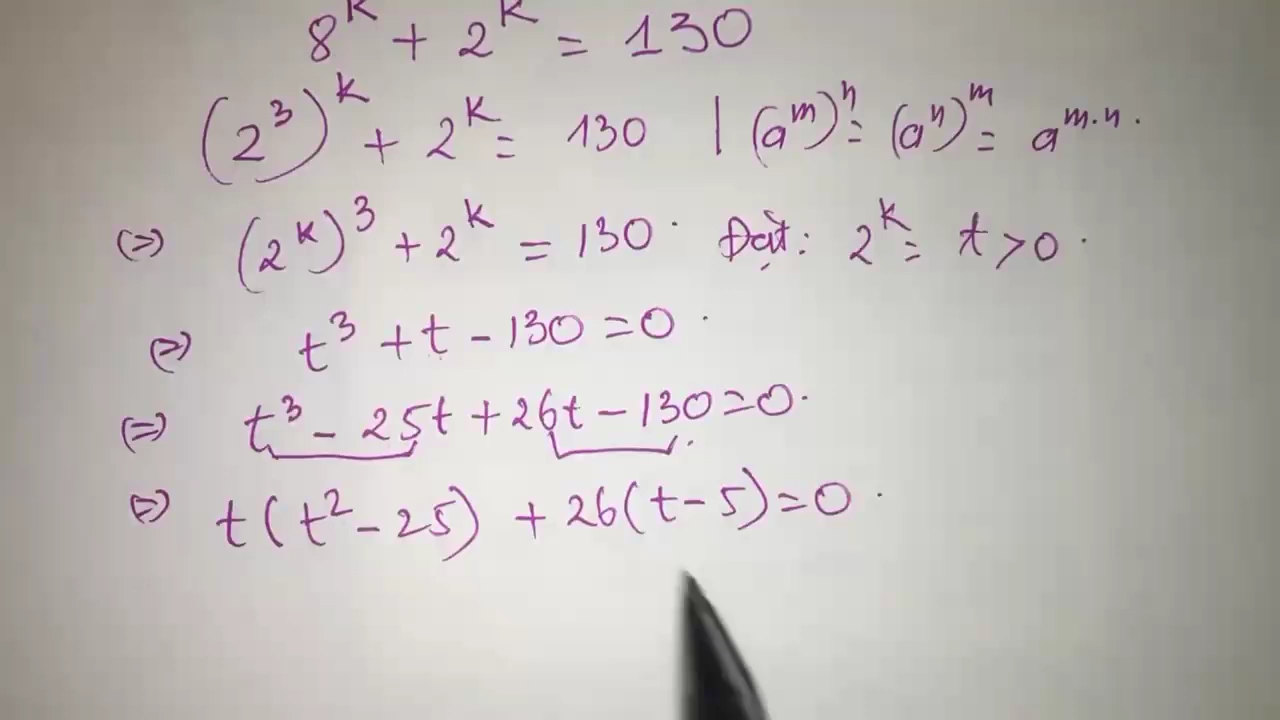 8^k + 2^k = 130
(2^3)^k + 2^k = 130 | (a^m)^n = (a^n)^m = a^{m.n}.
(=) (2^k)^3 + 2^k = 130. Đặt: 2^k = t > 0.
(=) t^3 + t - 130 = 0.
(=) t^3 - 25t + 26t - 130 = 0.
(=) t(t^2 - 25) + 26(t - 5) = 0.